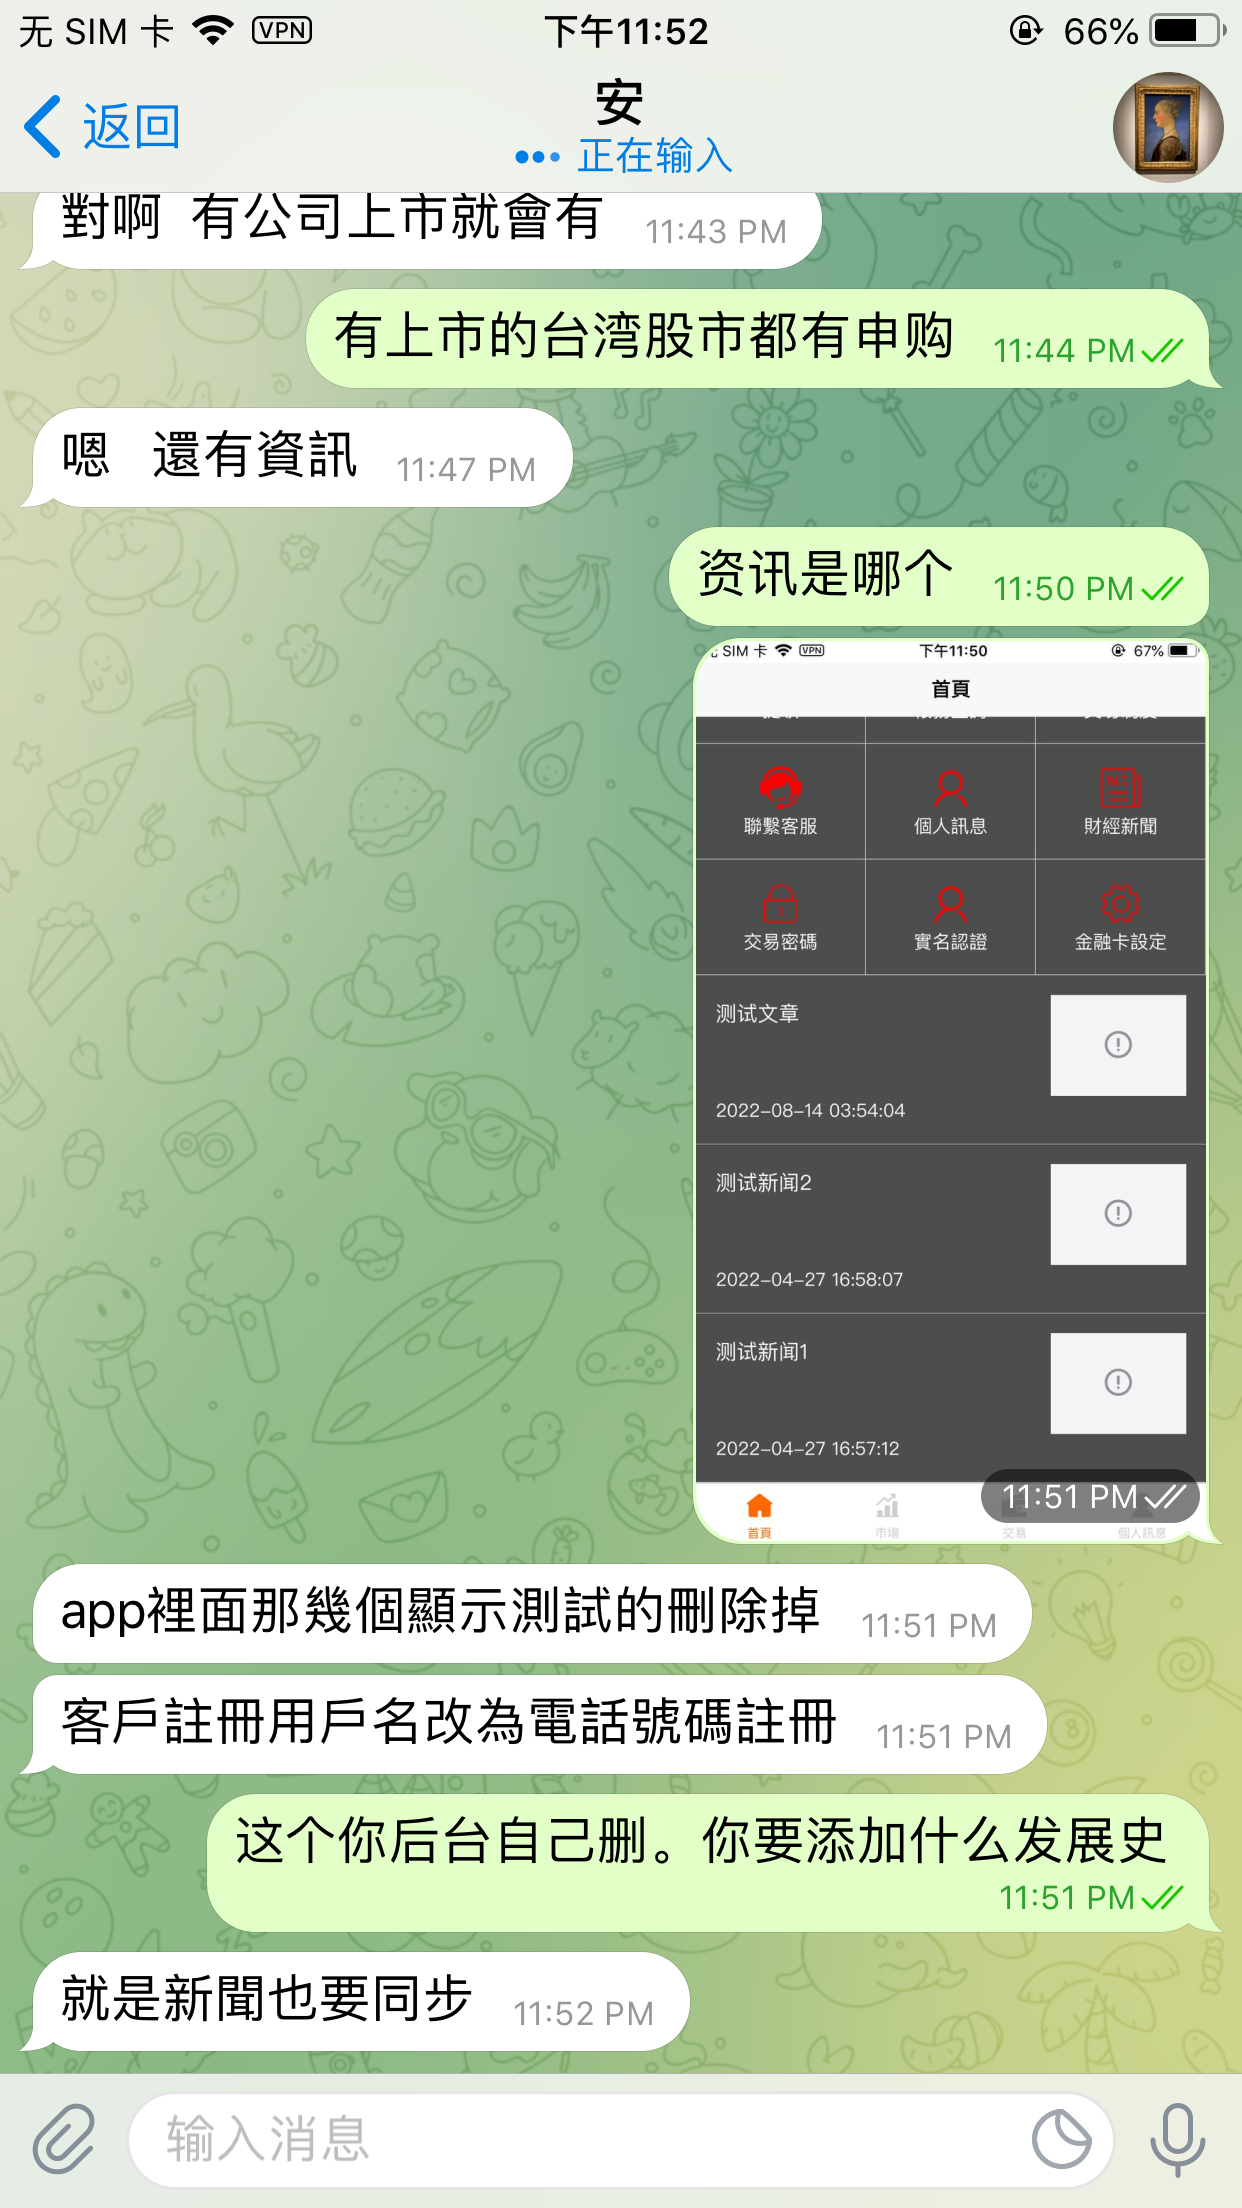 无 SIM 卡 VPN 下午11:52 66%
返回
安
正在输入
對啊 有公司上市就會有 11:43 PM
有上市的台湾股市都有申购 11:44 PM
嗯 還有資訊 11:47 PM
资讯是哪个 11:50 PM
SIM 卡 VPN 下午11:50 67%
首頁
聯繫客服 個人訊息 財經新聞
交易密碼 實名認證 金融卡設定
测试文章
2022-08-14 03:54:04
测试新闻2
2022-04-27 16:58:07
测试新闻1
2022-04-27 16:57:12
11:51 PM
首頁 市場 交易 個人訊息
app裡面那幾個顯示測試的刪除掉 11:51 PM
客戶註冊用戶名改為電話號碼註冊 11:51 PM
这个你后台自己删。你要添加什么发展史
11:51 PM
就是新聞也要同步 11:52 PM
输入消息